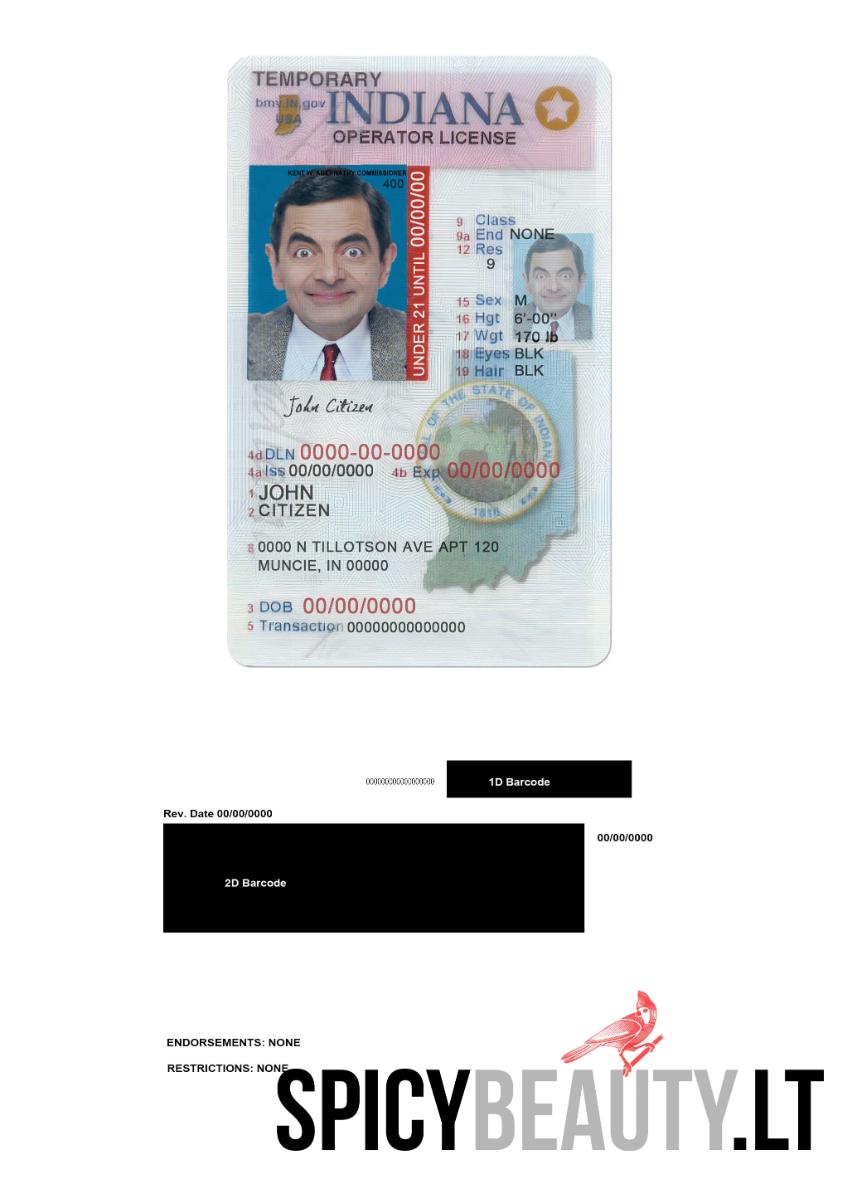 TEMPORARY
bmv.IN.gov
USA
INDIANA
OPERATOR LICENSE
KENT W. ABERNATHY COMMISSIONER
400
UNDER 21 UNTIL 00/00/00
9 Class
9a End NONE
12 Res
9
15 Sex M
16 Hgt 6'-00"
17 Wgt 170 lb
18 Eyes BLK
19 Hair BLK
John Citizen
OF THE STATE OF INDIANA
1816
4d DLN 0000-00-0000
4a Iss 00/00/0000 4b Exp 00/00/0000
1 JOHN
2 CITIZEN
8 0000 N TILLOTSON AVE APT 120
MUNCIE, IN 00000
3 DOB 00/00/0000
5 Transaction 00000000000000
1D Barcode
Rev. Date 00/00/0000
00/00/0000
2D Barcode
ENDORSEMENTS: NONE
RESTRICTIONS: NONE
SPICYBEAUTY.LT